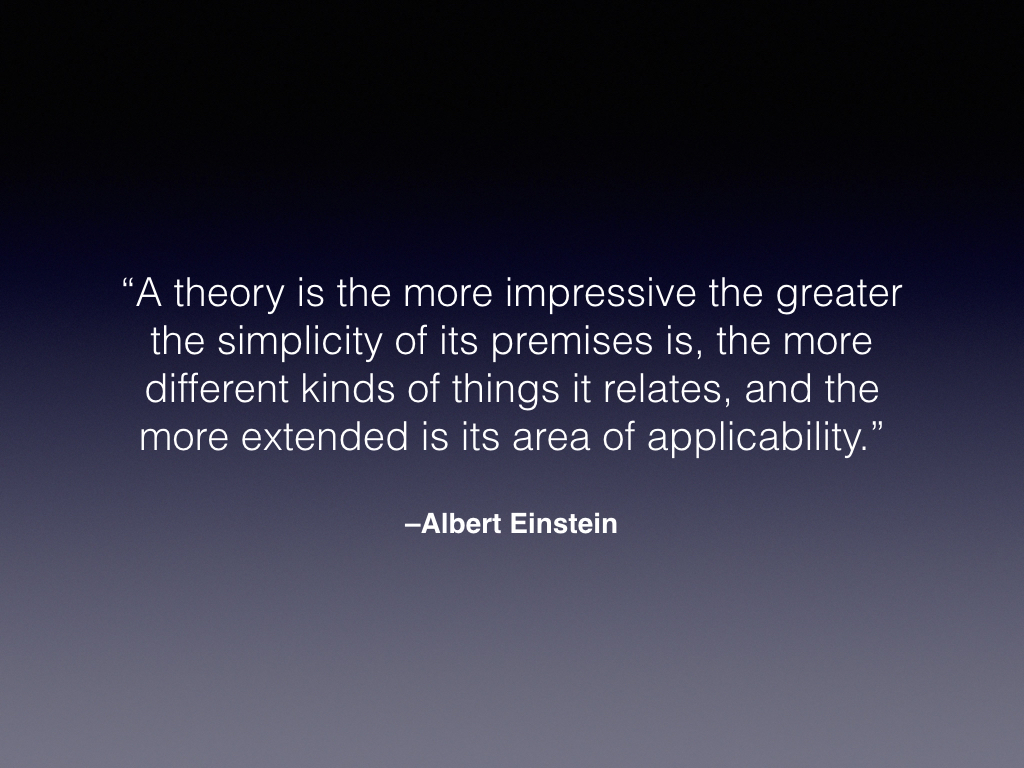 “A theory is the more impressive the greater
the simplicity of its premises is, the more
different kinds of things it relates, and the
more extended is its area of applicability.”
–Albert Einstein